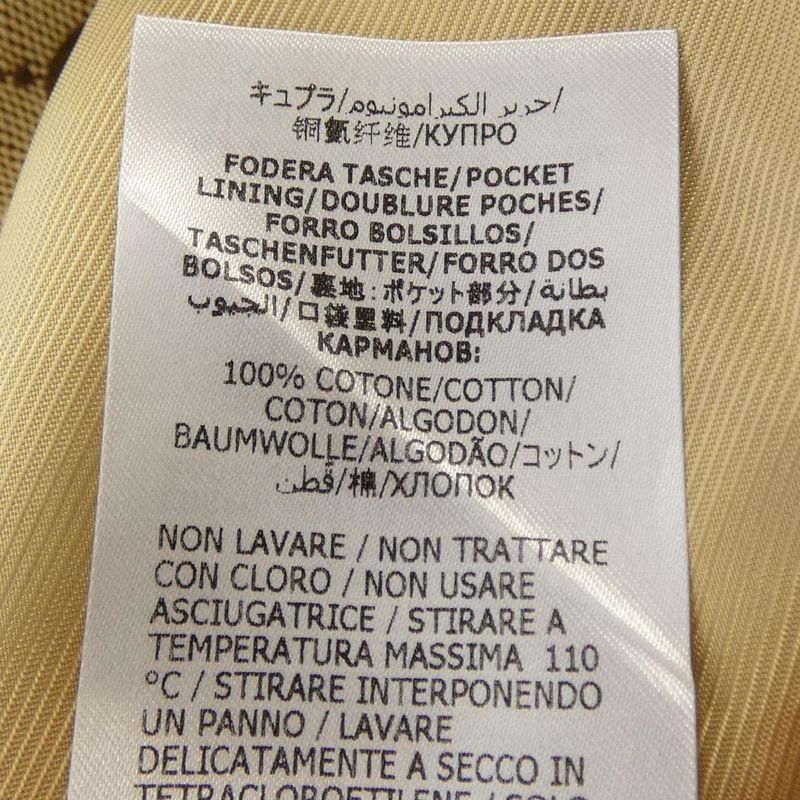 キュプラ/حرير الكبرامونيوم/
铜氨纤维/КУПРО
FODERA TASCHE/POCKET
LINING/DOUBLURE POCHES/
FORRO BOLSILLOS/
TASCHENFUTTER/FORRO DOS
BOLSOS/裏地:ポケット部分/بطانة
الجيوب/口袋里料/ПОДКЛАДКА
КАРМАНОВ:
100% COTONE/COTTON/
COTON/ALGODON/
BAUMWOLLE/ALGODÃO/コットン/
قطن/棉/ХЛОПОК
NON LAVARE / NON TRATTARE
CON CLORO / NON USARE
ASCIUGATRICE / STIRARE A
TEMPERATURA MASSIMA 110
°C / STIRARE INTERPONENDO
UN PANNO / LAVARE
DELICATAMENTE A SECCO IN
TETRACLOROETILENE / SOLO